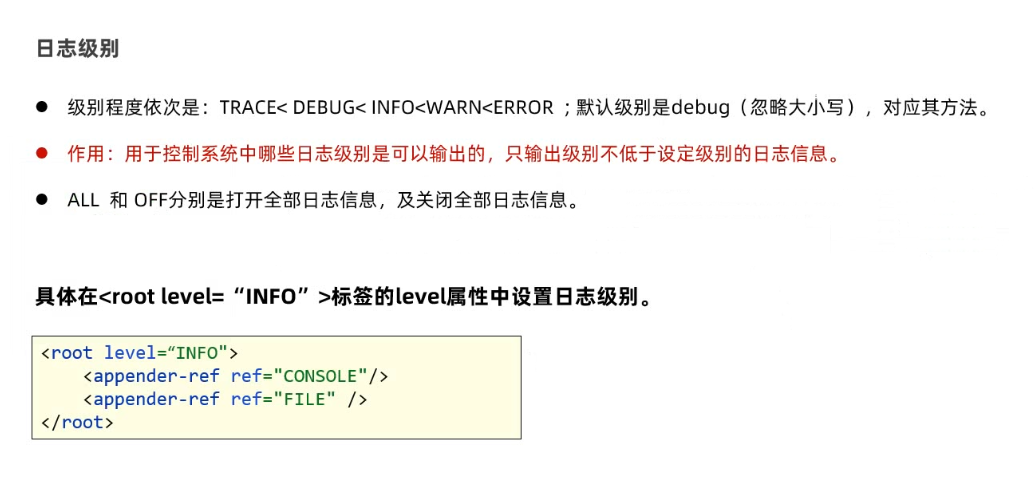 日志级别
● 级别程度依次是：TRACE< DEBUG< INFO<WARN<ERROR ; 默认级别是debug（忽略大小写），对应其方法。
● 作用：用于控制系统中哪些日志级别是可以输出的，只输出级别不低于设定级别的日志信息。
● ALL 和 OFF分别是打开全部日志信息，及关闭全部日志信息。
具体在<root level=“INFO”>标签的level属性中设置日志级别。
<root level=“INFO">
    <appender-ref ref="CONSOLE"/>
    <appender-ref ref="FILE" />
</root>